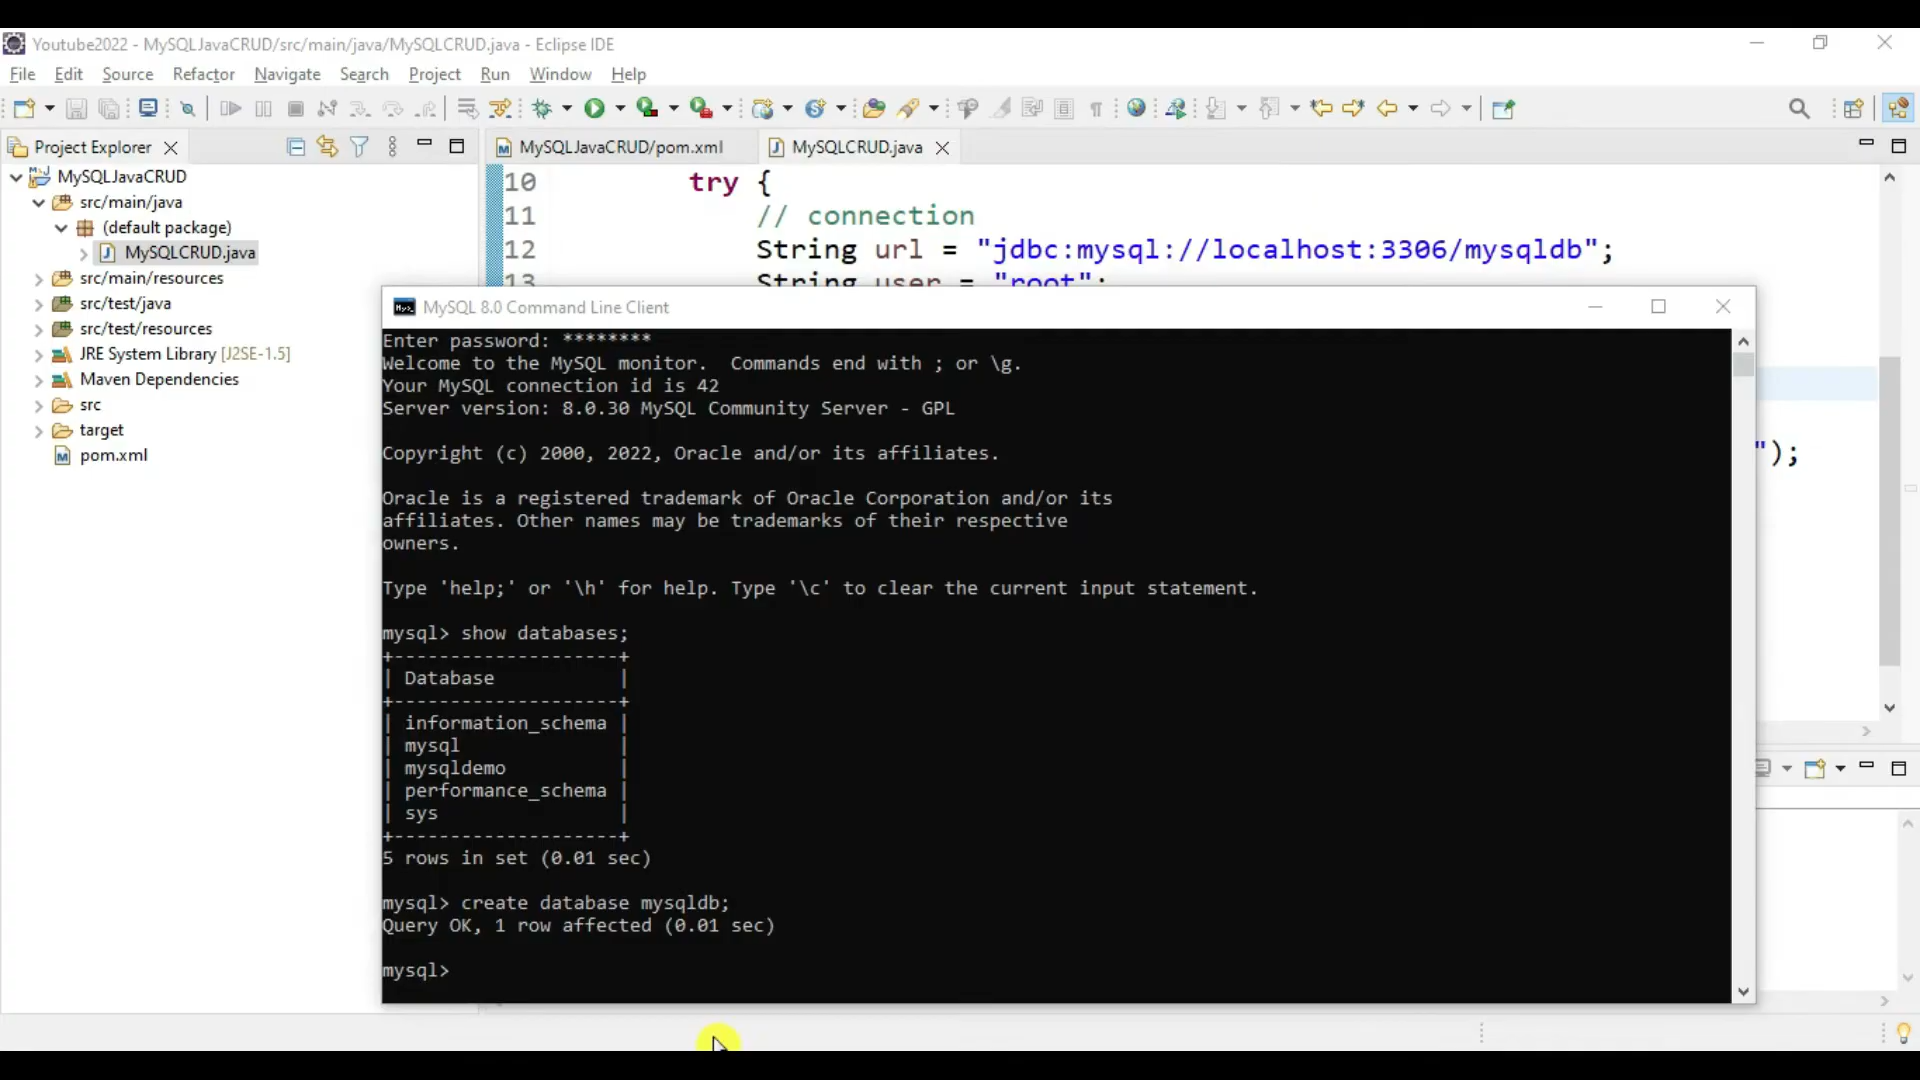 Youtube2022 - MySQLJavaCRUD/src/main/java/MySQLCRUD.java - Eclipse IDE
File Edit Source Refactor Navigate Search Project Run Window Help
Project Explorer
MySQLJavaCRUD/pom.xml
MySQLCRUD.java
MySQLJavaCRUD
src/main/java
(default package)
MySQLCRUD.java
src/main/resources
src/test/java
src/test/resources
JRE System Library [J2SE-1.5]
Maven Dependencies
src
target
pom.xml
10 try {
11 // connection
12 String url = "jdbc:mysql://localhost:3306/mysqldb";
13 String user = "root";
");
MySQL 8.0 Command Line Client
Enter password: ********
Welcome to the MySQL monitor.  Commands end with ; or \g.
Your MySQL connection id is 42
Server version: 8.0.30 MySQL Community Server - GPL
Copyright (c) 2000, 2022, Oracle and/or its affiliates.
Oracle is a registered trademark of Oracle Corporation and/or its
affiliates. Other names may be trademarks of their respective
owners.
Type 'help;' or '\h' for help. Type '\c' to clear the current input statement.
mysql> show databases;
+--------------------+
| Database           |
+--------------------+
| information_schema |
| mysql              |
| mysqldemo          |
| performance_schema |
| sys                |
+--------------------+
5 rows in set (0.01 sec)
mysql> create database mysqldb;
Query OK, 1 row affected (0.01 sec)
mysql>